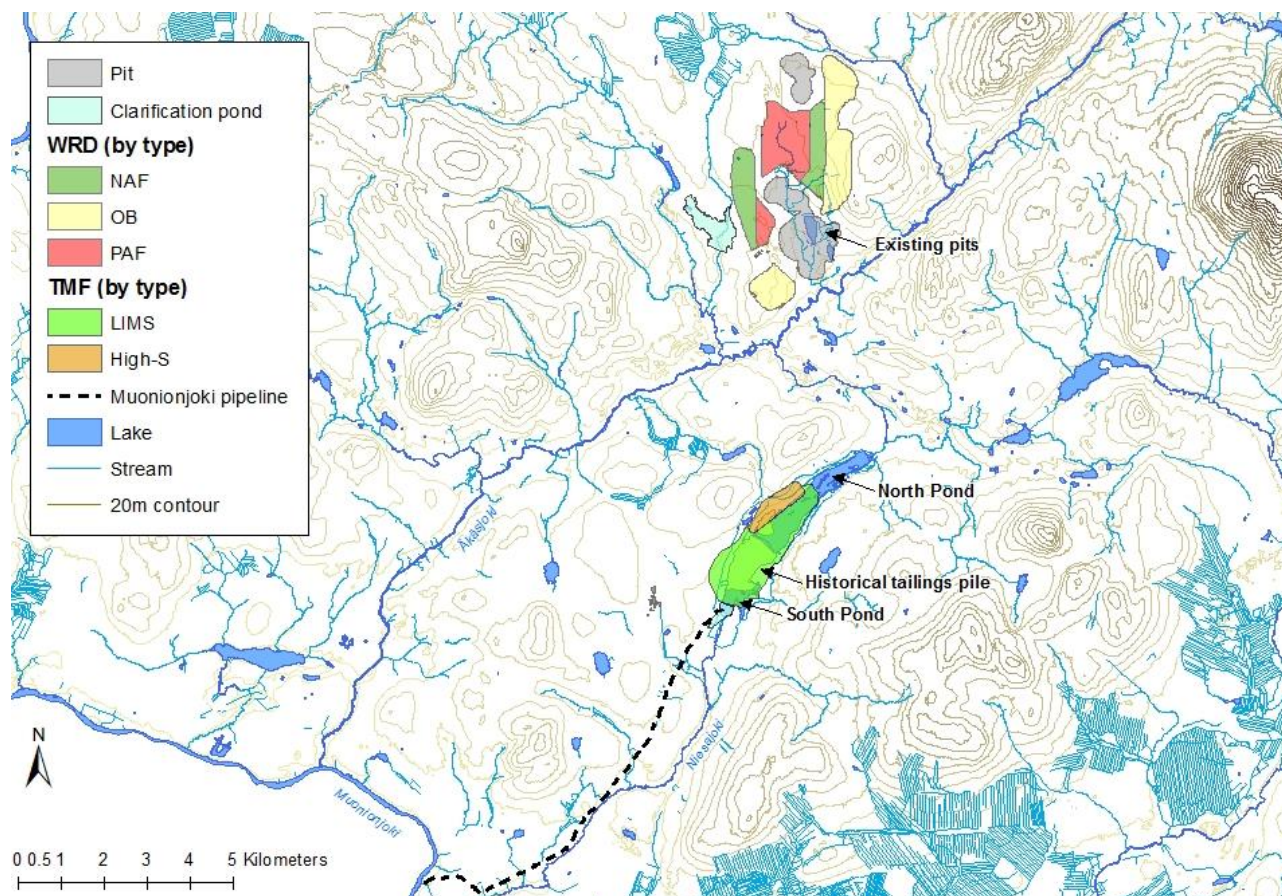 Pit
Clarification pond
WRD (by type)
NAF
OB
PAF
TMF (by type)
LIMS
High-S
Muonionjoki pipeline
Lake
Stream
20m contour
Existing pits
North Pond
Historical tailings pile
South Pond
Äkäsjoki
Niesajoki
Muonionjoki
N
0 0.5 1 2 3 4 5 Kilometers